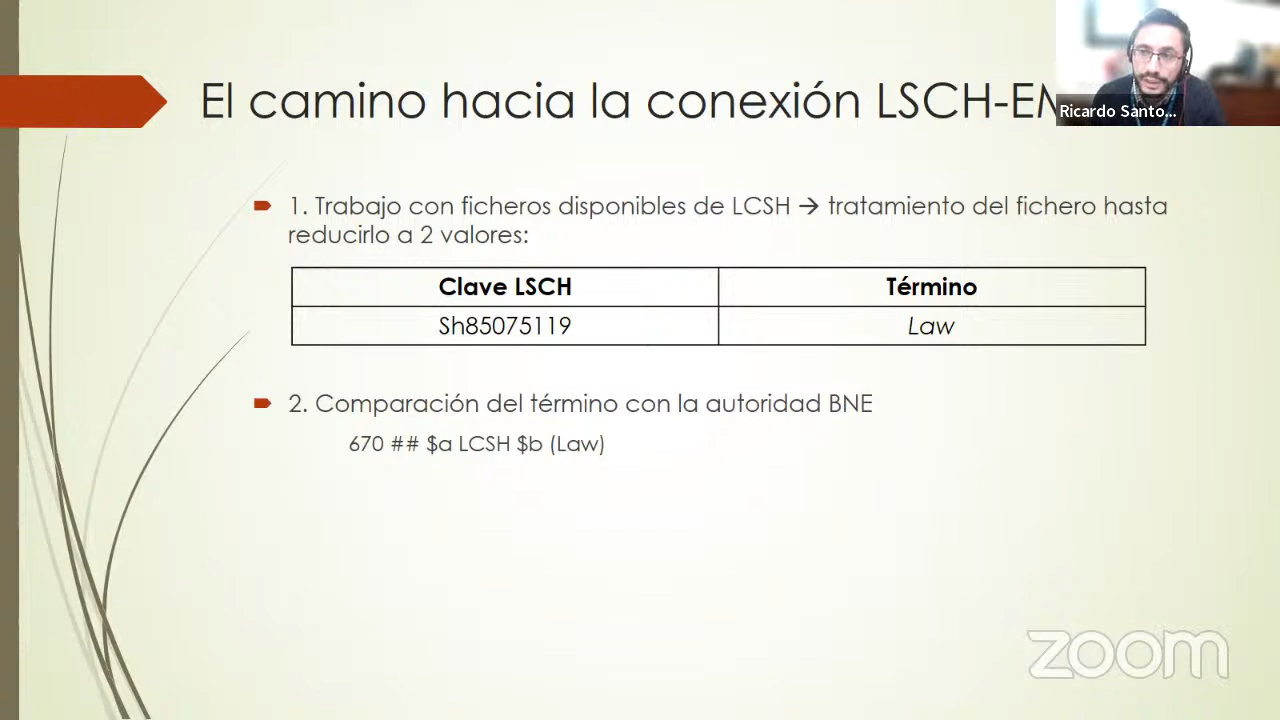 El camino hacia la conexión LSCH-EM
Ricardo Santo...
1. Trabajo con ficheros disponibles de LCSH → tratamiento del fichero hasta
reducirlo a 2 valores:
Clave LSCH Término
Sh85075119 Law
2. Comparación del término con la autoridad BNE
670 ## $a LCSH $b (Law)
zoom